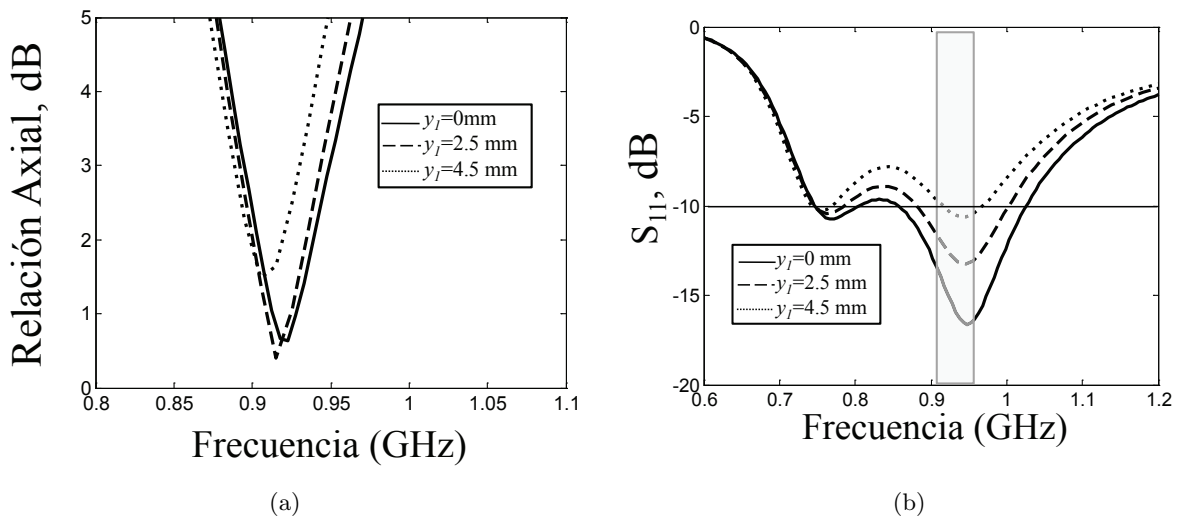 Relación Axial, dB
5
4
3
2
1
0
0.8
0.85
0.9
0.95
1
1.05
1.1
Frecuencia (GHz)
y1=0mm
y1=2.5 mm
y1=4.5 mm
(a)
S11, dB
0
-5
-10
-15
-20
0.6
0.7
0.8
0.9
1
1.1
1.2
Frecuencia (GHz)
y1=0 mm
y1=2.5 mm
y1=4.5 mm
(b)